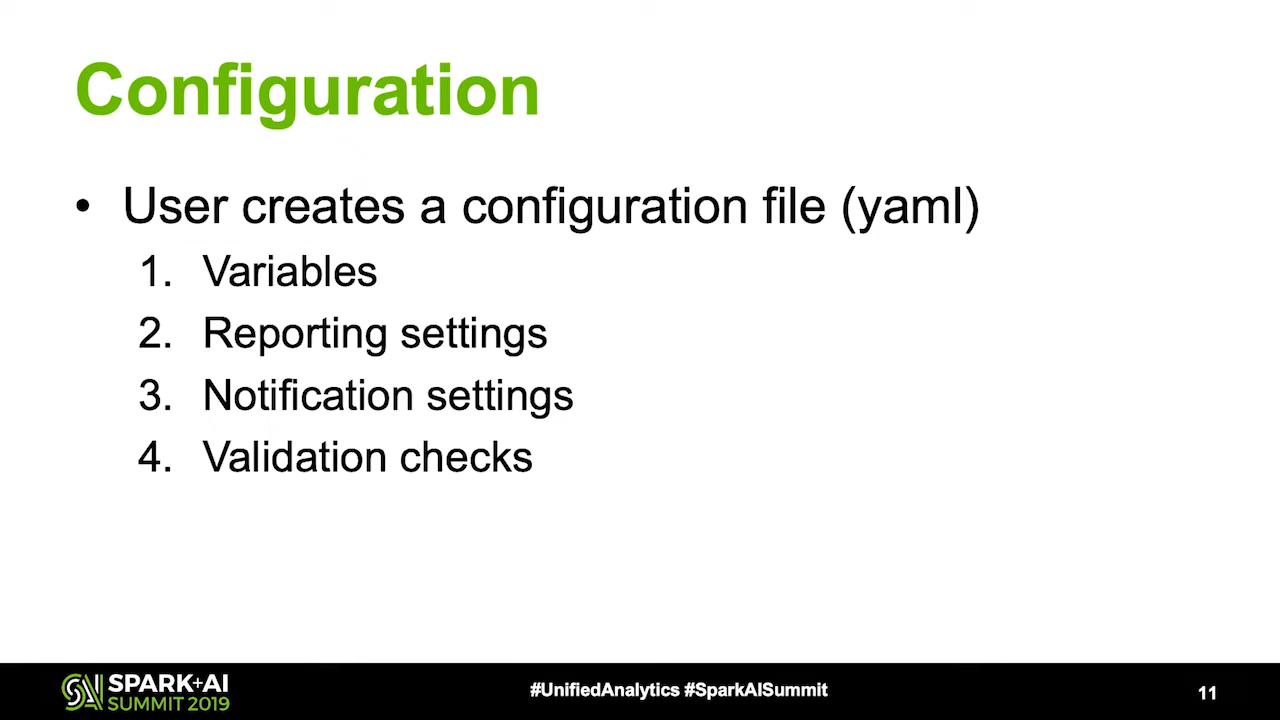 Configuration
• User creates a configuration file (yaml)
1. Variables
2. Reporting settings
3. Notification settings
4. Validation checks
SPARK+AI
SUMMIT 2019
#UnifiedAnalytics #SparkAISummit
11